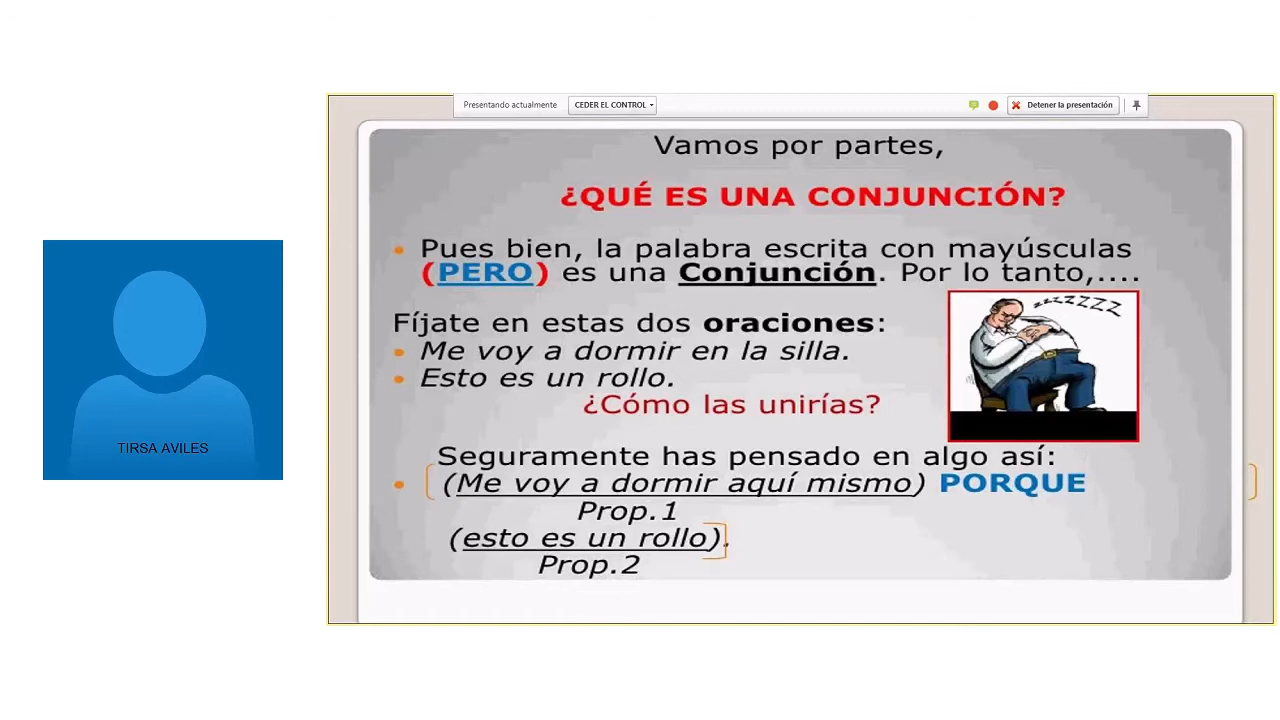 Presentando actualmente CEDER EL CONTROL Detener la presentación
Vamos por partes,
¿QUÉ ES UNA CONJUNCIÓN?
• Pues bien, la palabra escrita con mayúsculas
(PERO) es una Conjunción. Por lo tanto,....
zzzZZZZ
Fíjate en estas dos oraciones:
• Me voy a dormir en la silla.
• Esto es un rollo.
¿Cómo las unirías?
Seguramente has pensado en algo así:
• (Me voy a dormir aquí mismo) PORQUE
Prop.1
(esto es un rollo).
Prop.2
TIRSA AVILES